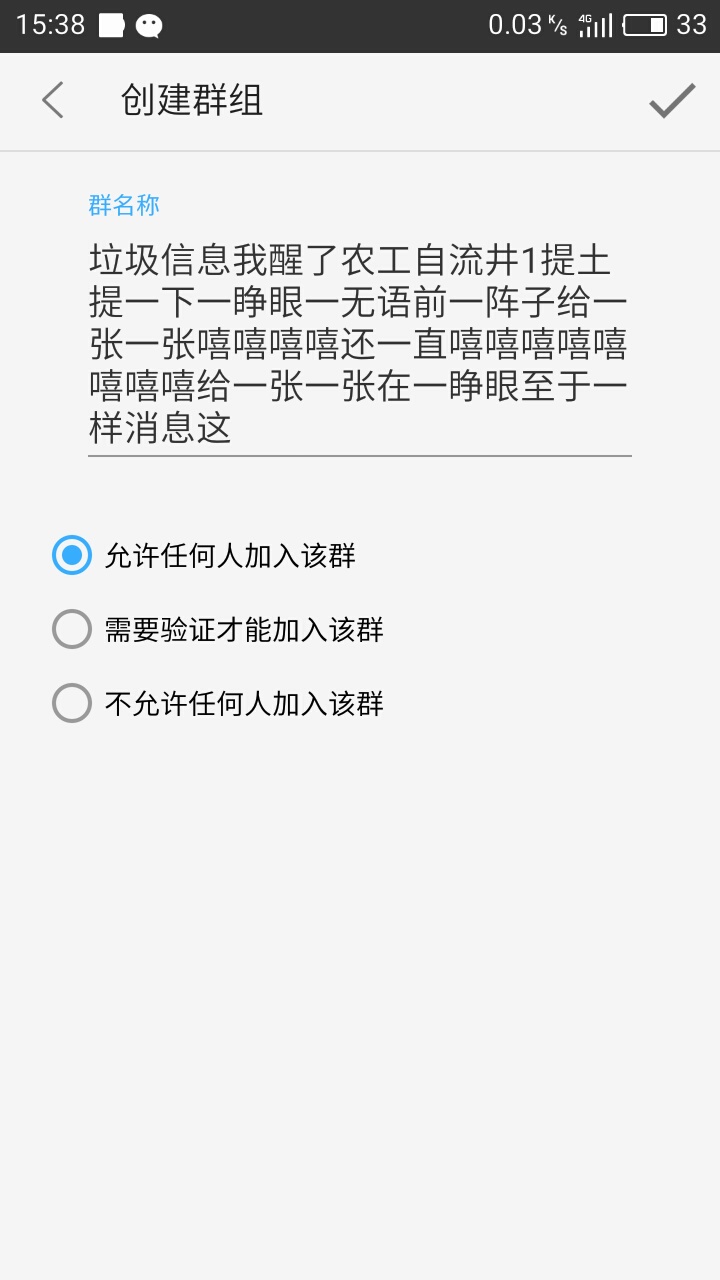 15:38 0.03 K/s 4G 33
创建群组
群名称
垃圾信息我醒了农工自流井1提土
提一下一睁眼一无语前一阵子给一
张一张嘻嘻嘻嘻还一直嘻嘻嘻嘻嘻
嘻嘻嘻给一张一张在一睁眼至于一
样消息这
允许任何人加入该群
需要验证才能加入该群
不允许任何人加入该群